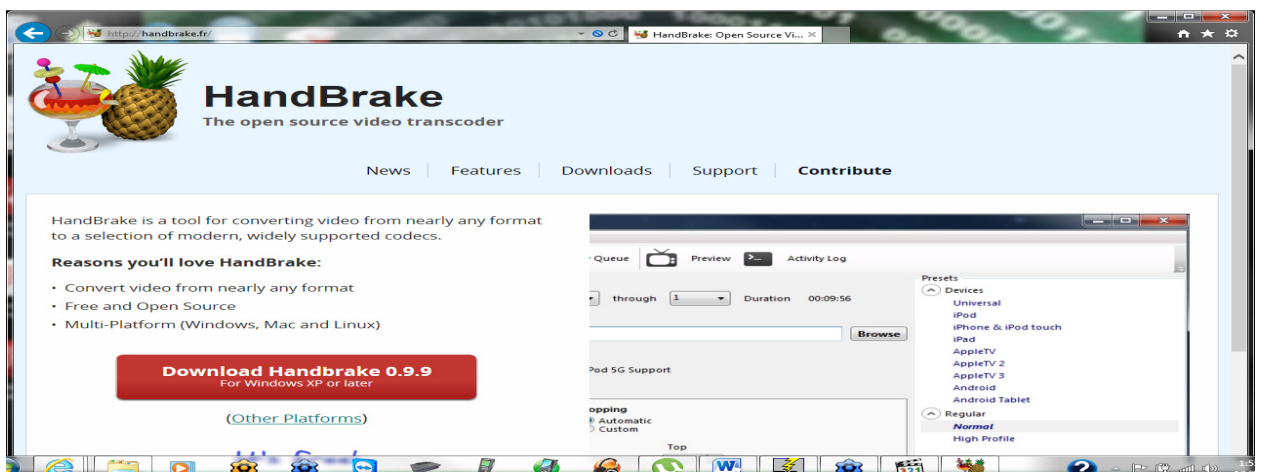 http://handbrake.fr/
HandBrake: Open Source Vi...
HandBrake
The open source video transcoder
News Features Downloads Support Contribute
HandBrake is a tool for converting video from nearly any format
to a selection of modern, widely supported codecs.
Reasons you'll love HandBrake:
• Convert video from nearly any format
• Free and Open Source
• Multi-Platform (Windows, Mac and Linux)
Download Handbrake 0.9.9
For Windows XP or later
(Other Platforms)
Queue Preview Activity Log
through 1 Duration 00:09:56
Browse
Pod 5G Support
opping
Automatic
Custom
Top
Presets
Devices
Universal
iPod
iPhone & iPod touch
iPad
AppleTV
AppleTV 2
AppleTV 3
Android
Android Tablet
Regular
Normal
High Profile